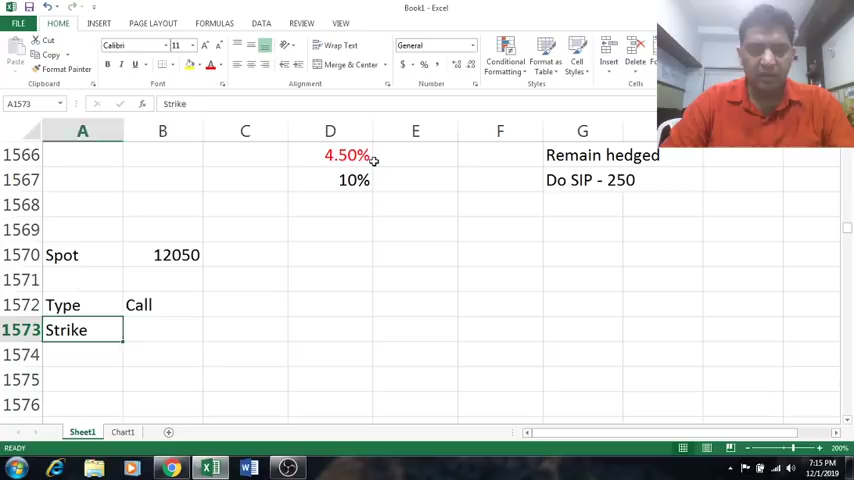 Book1 - Excel
FILE HOME INSERT PAGE LAYOUT FORMULAS DATA REVIEW VIEW
Paste Cut Calibri 11 A A Wrap Text General Conditional Formatting Format as Table Cell Styles Insert Delete
Copy
Format Painter B I U A Merge & Center $ % ,
Clipboard Font Alignment Number Styles
A1573 fx Strike
A B C D E F G
1566 4.50% Remain hedged
1567 10% Do SIP - 250
1568
1569
1570 Spot 12050
1571
1572 Type Call
1573 Strike
1574
1575
1576
Sheet1 Chart1
READY 200%
7:15 PM
12/1/2019